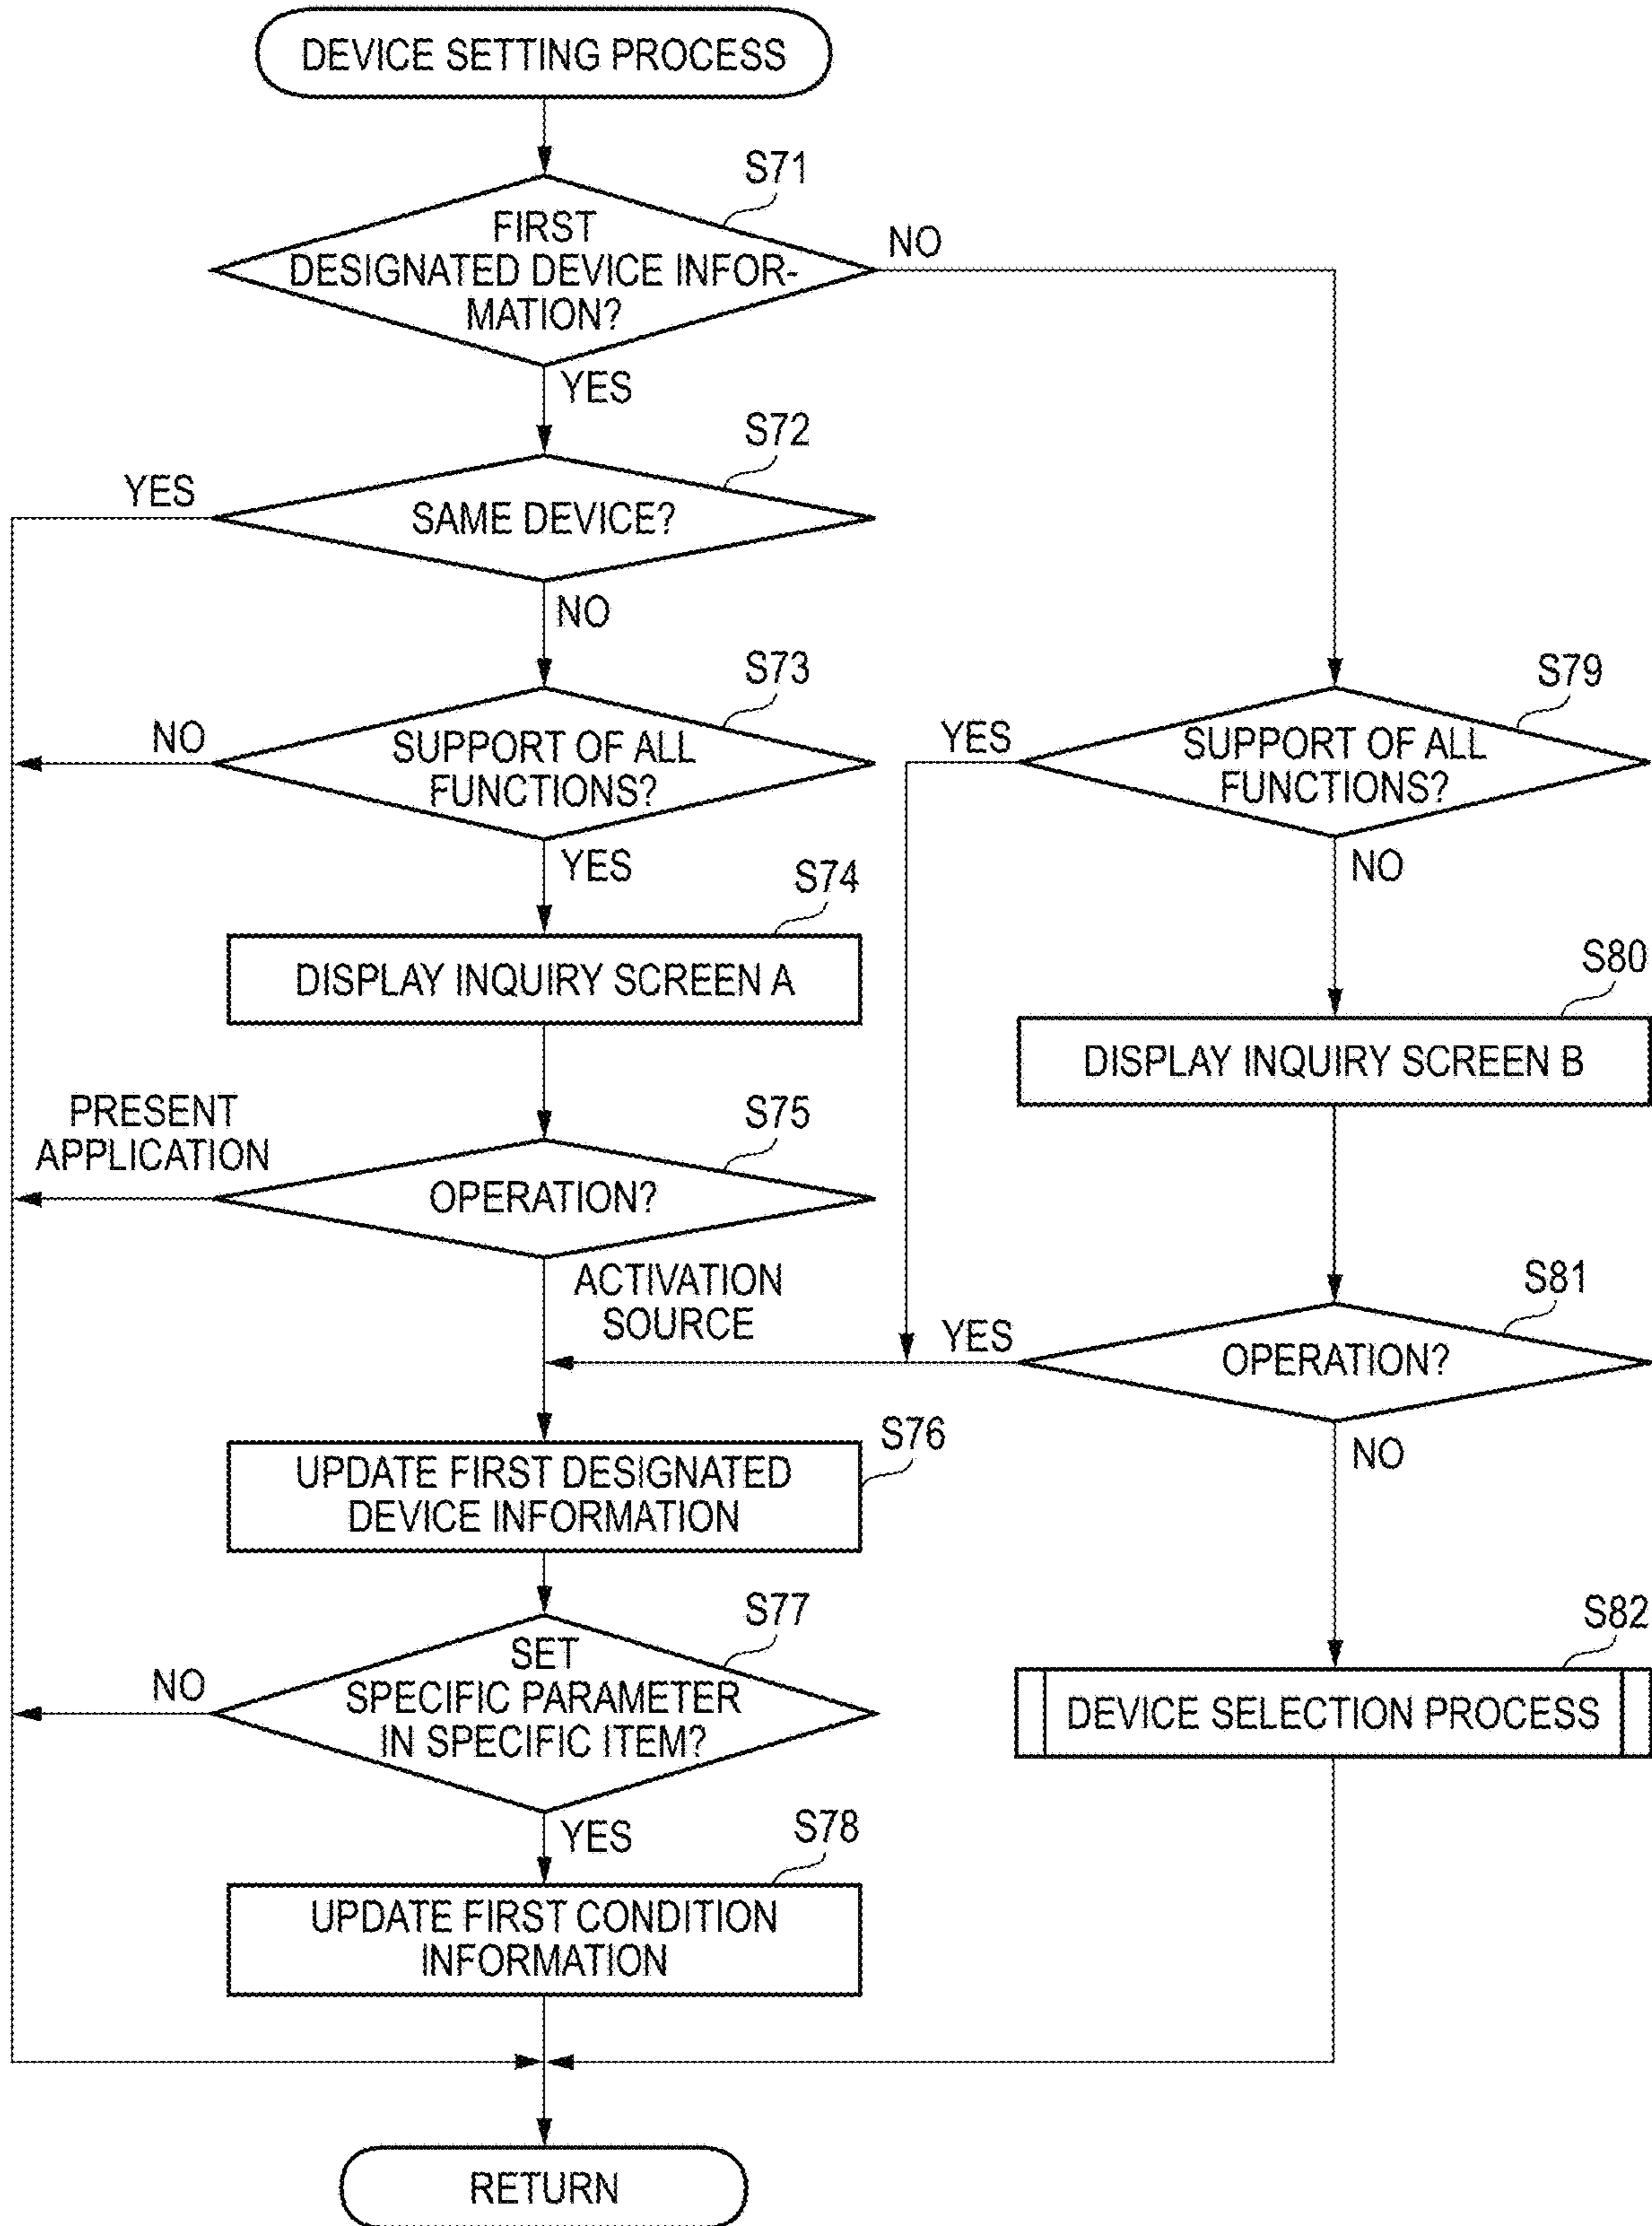 DEVICE SETTING PROCESS
S71
FIRST
DESIGNATED DEVICE INFOR-
MATION?
NO
YES
S72
YES
SAME DEVICE?
NO
S73
NO
SUPPORT OF ALL
FUNCTIONS?
YES
S79
YES
SUPPORT OF ALL
FUNCTIONS?
NO
S74
DISPLAY INQUIRY SCREEN A
S80
DISPLAY INQUIRY SCREEN B
PRESENT
APPLICATION
S75
OPERATION?
ACTIVATION
SOURCE
S81
YES
OPERATION?
NO
S76
UPDATE FIRST DESIGNATED
DEVICE INFORMATION
S77
NO
SET
SPECIFIC PARAMETER
IN SPECIFIC ITEM?
YES
S82
DEVICE SELECTION PROCESS
S78
UPDATE FIRST CONDITION
INFORMATION
RETURN